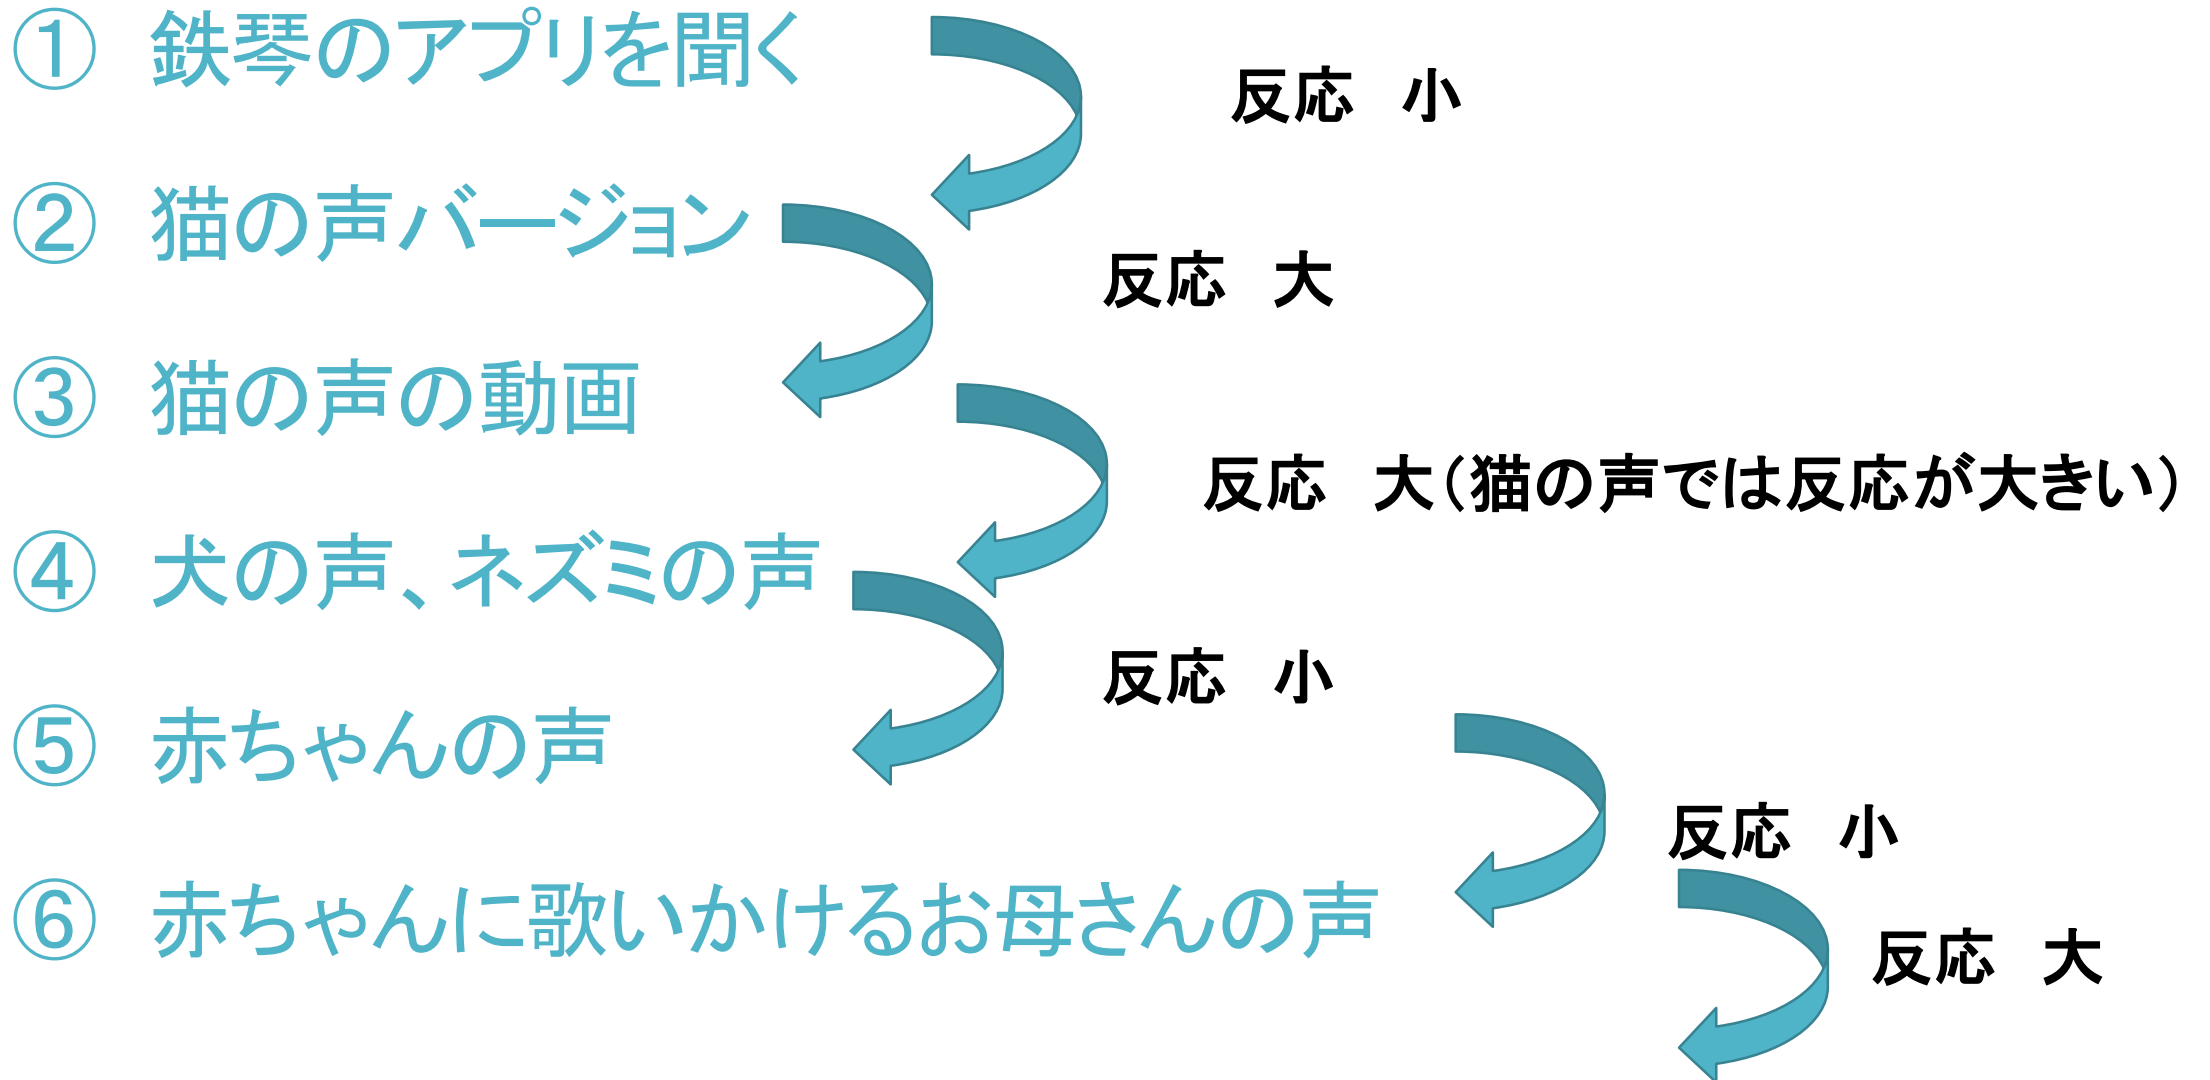 ① 鉄琴のアプリを聞く
反応 小
② 猫の声バージョン
反応 大
③ 猫の声の動画
反応 大(猫の声では反応が大きい)
④ 犬の声、ネズミの声
反応 小
⑤ 赤ちゃんの声
反応 小
⑥ 赤ちゃんに歌いかけるお母さんの声
反応 大